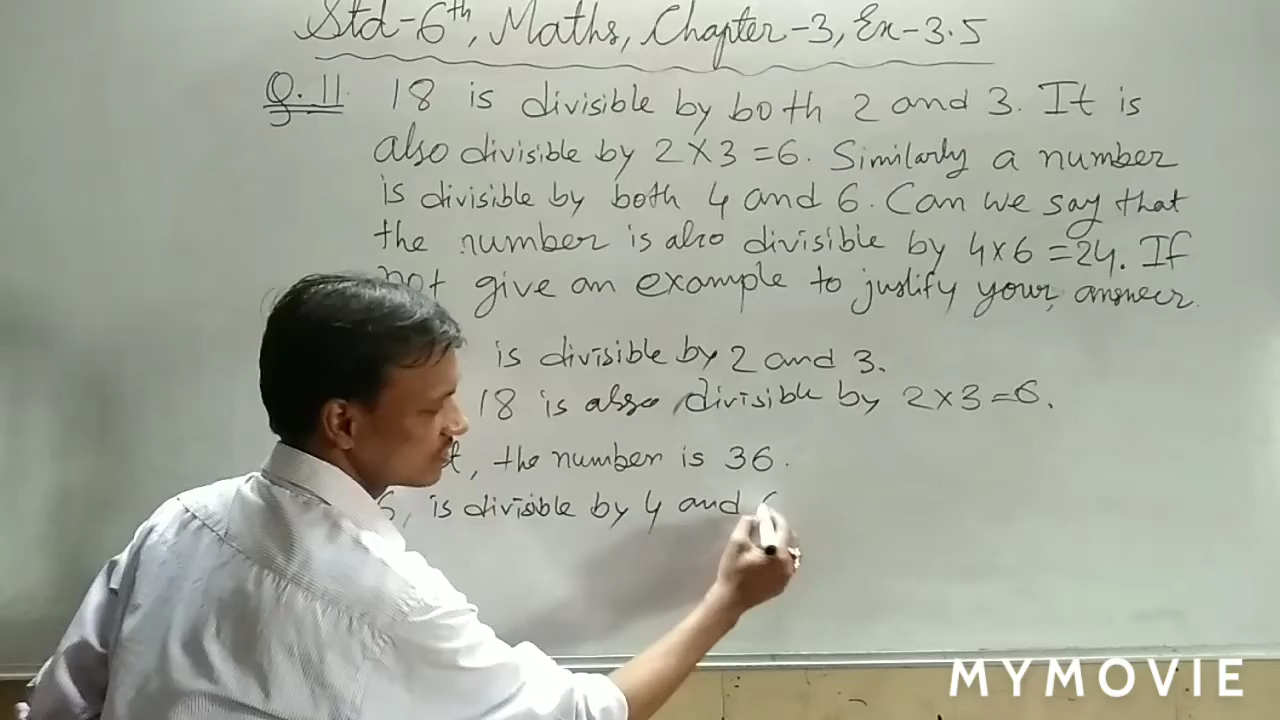 Std-6th, Maths, Chapter-3, Ex-3.5
Q.11 18 is divisible by both 2 and 3. It is
also divisible by 2×3=6. Similarly a number
is divisible by both 4 and 6. Can we say that
the number is also divisible by 4×6=24. If
not give an example to justify your answer.
is divisible by 2 and 3.
18 is also divisible by 2×3=6.
, the number is 36.
6, is divisible by 4 and 6
MYMOVIE